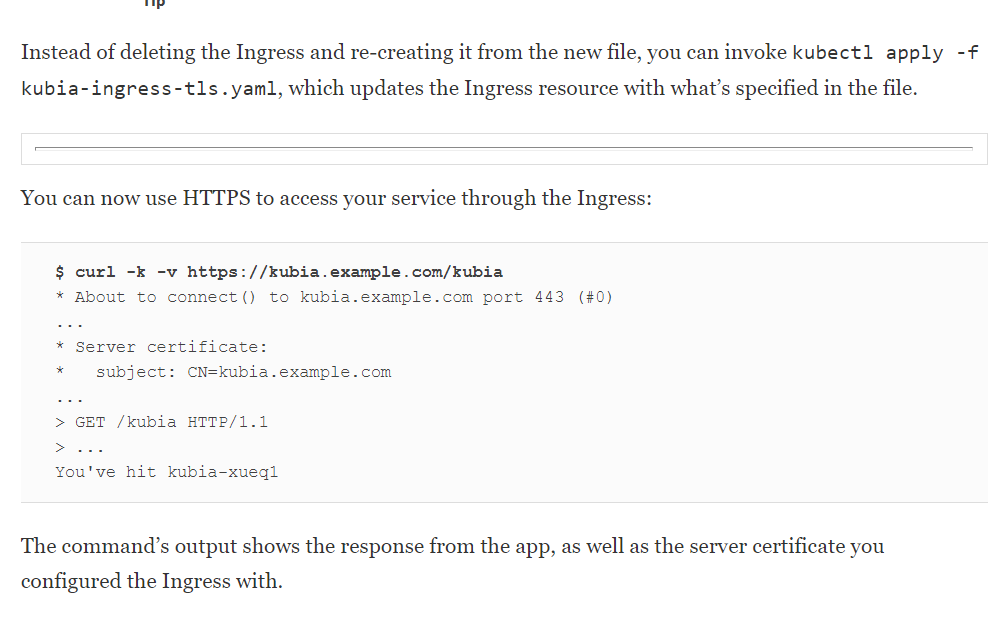 Tip
Instead of deleting the Ingress and re-creating it from the new file, you can invoke kubectl apply -f
kubia-ingress-tls.yaml, which updates the Ingress resource with what’s specified in the file.
You can now use HTTPS to access your service through the Ingress:
$ curl -k -v https://kubia.example.com/kubia
* About to connect() to kubia.example.com port 443 (#0)
...
* Server certificate:
*   subject: CN=kubia.example.com
...
> GET /kubia HTTP/1.1
> ...
You've hit kubia-xueq1
The command’s output shows the response from the app, as well as the server certificate you
configured the Ingress with.